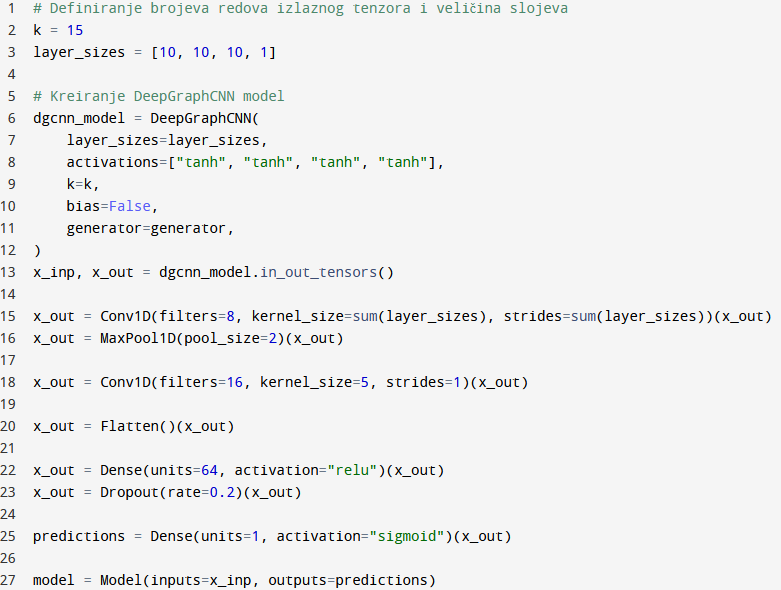 1 # Definiranje brojeva redova izlaznog tenzora i veličina slojeva
2 k = 15
3 layer_sizes = [10, 10, 10, 1]
4
5 # Kreiranje DeepGraphCNN model
6 dgcnn_model = DeepGraphCNN(
7     layer_sizes=layer_sizes,
8     activations=["tanh", "tanh", "tanh", "tanh"],
9     k=k,
10     bias=False,
11     generator=generator,
12 )
13 x_inp, x_out = dgcnn_model.in_out_tensors()
14
15 x_out = Conv1D(filters=8, kernel_size=sum(layer_sizes), strides=sum(layer_sizes))(x_out)
16 x_out = MaxPool1D(pool_size=2)(x_out)
17
18 x_out = Conv1D(filters=16, kernel_size=5, strides=1)(x_out)
19
20 x_out = Flatten()(x_out)
21
22 x_out = Dense(units=64, activation="relu")(x_out)
23 x_out = Dropout(rate=0.2)(x_out)
24
25 predictions = Dense(units=1, activation="sigmoid")(x_out)
26
27 model = Model(inputs=x_inp, outputs=predictions)